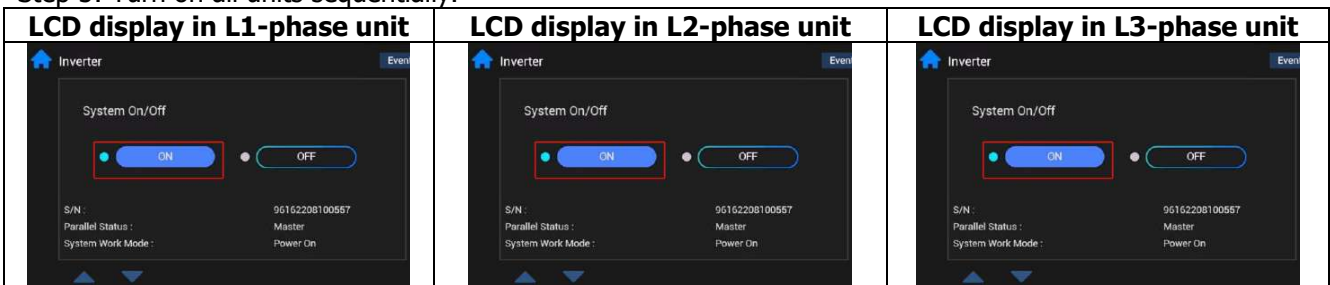 Step 5: Turn on all units sequentially.
LCD display in L1-phase unit
LCD display in L2-phase unit
LCD display in L3-phase unit
Inverter
Even
System On/Off
ON
OFF
S/N :
96162208100557
Parallel Status :
Master
System Work Mode :
Power On
Inverter
Even
System On/Off
ON
OFF
S/N :
96162208100557
Parallel Status :
Master
System Work Mode :
Power On
Inverter
Even
System On/Off
ON
OFF
S/N :
96162208100557
Parallel Status :
Master
System Work Mode :
Power On